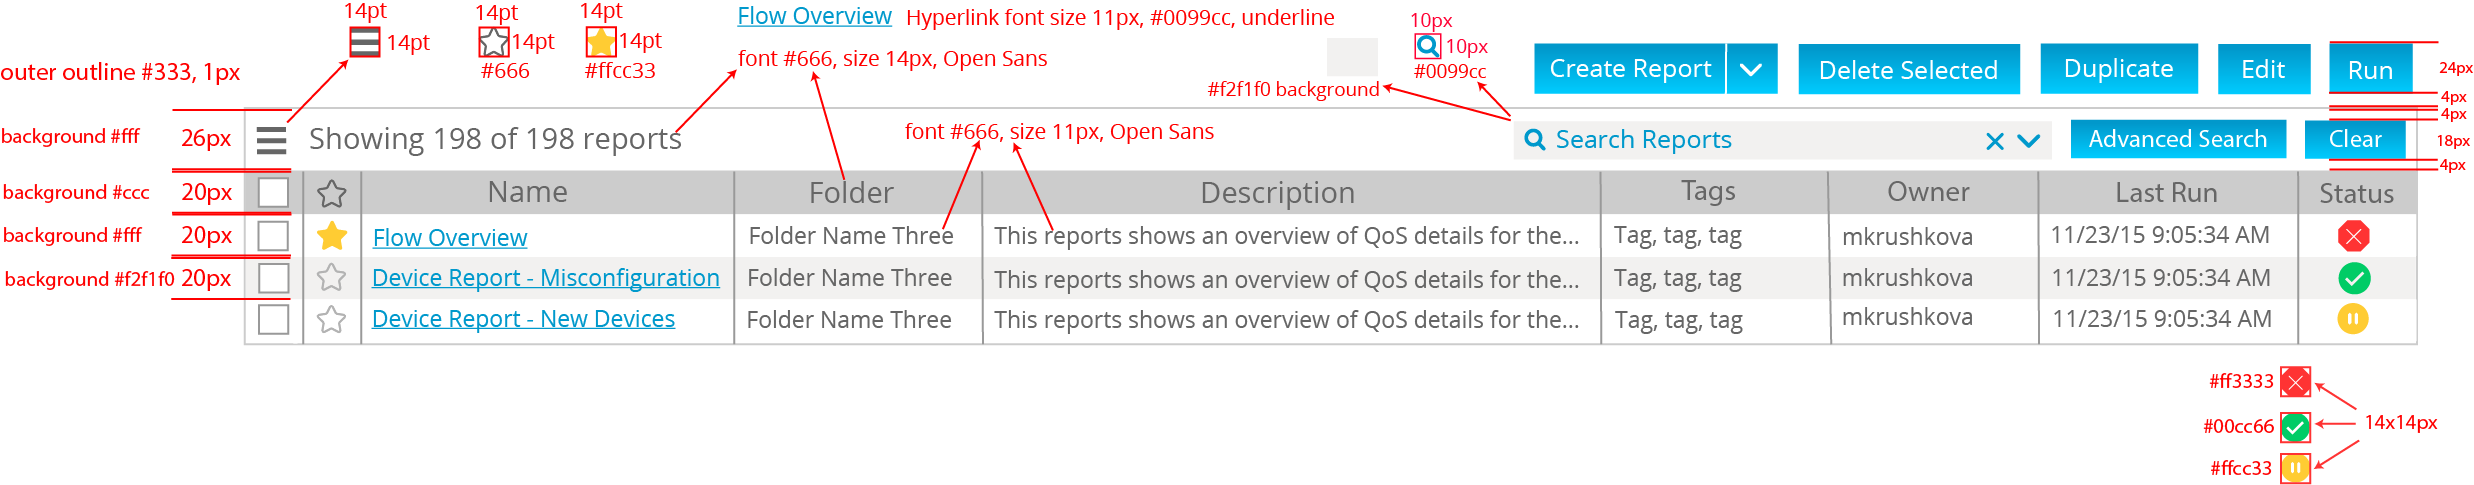 14pt 14pt 14pt Flow Overview Hyperlink font size 11px, #0099cc, underline 10px
14pt 14pt 14pt 10px
outer outline #333, 1px #666 #ffcc33 font #666, size 14px, Open Sans #0099cc Create Report Delete Selected Duplicate Edit Run 24px
#f2f1f0 background 4px
4px
background #fff 26px Showing 198 of 198 reports font #666, size 11px, Open Sans Search Reports Advanced Search Clear 18px
4px
background #ccc 20px Name Folder Description Tags Owner Last Run Status
background #fff 20px Flow Overview Folder Name Three This reports shows an overview of QoS details for the... Tag, tag, tag mkrushkova 11/23/15 9:05:34 AM
background #f2f1f0 20px Device Report - Misconfiguration Folder Name Three This reports shows an overview of QoS details for the... Tag, tag, tag mkrushkova 11/23/15 9:05:34 AM
Device Report - New Devices Folder Name Three This reports shows an overview of QoS details for the... Tag, tag, tag mkrushkova 11/23/15 9:05:34 AM
#ff3333
#00cc66 14x14px
#ffcc33